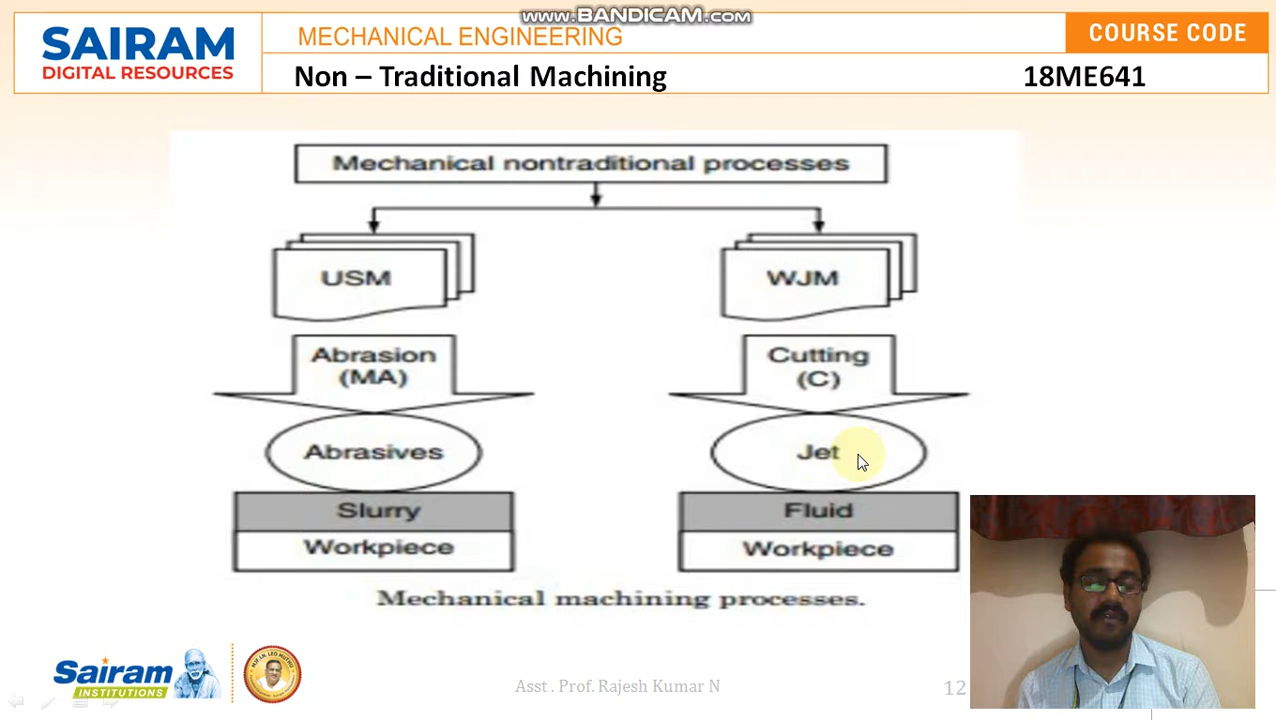 www.BANDICAM.com
SAIRAM
DIGITAL RESOURCES
MECHANICAL ENGINEERING
COURSE CODE
Non – Traditional Machining
18ME641
Mechanical nontraditional processes
USM
WJM
Abrasion
(MA)
Cutting
(C)
Abrasives
Jet
Slurry
Fluid
Workpiece
Workpiece
Mechanical machining processes.
Sairam
INSTITUTIONS
Asst . Prof. Rajesh Kumar N
12